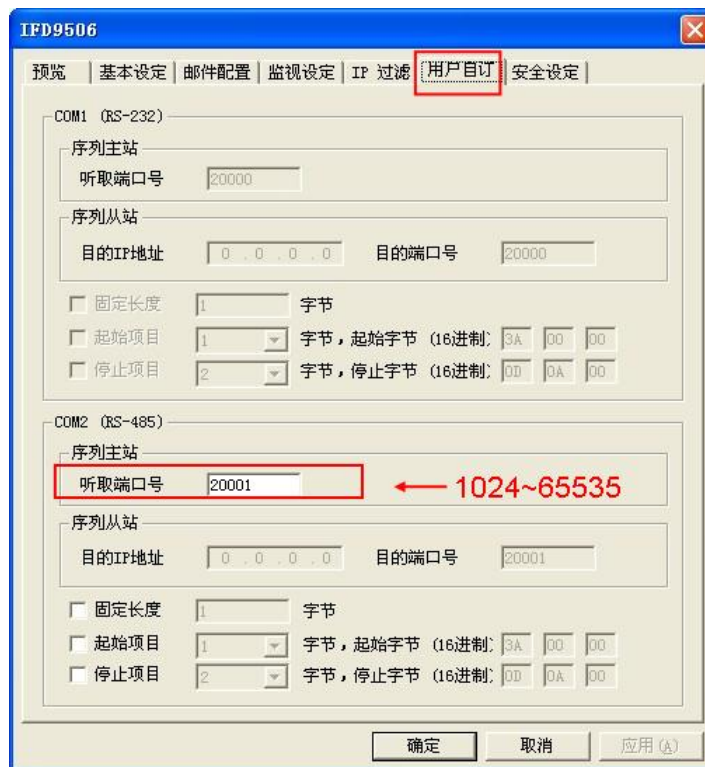 IFD9506
预览 基本设定 邮件配置 监视设定 IP 过滤 用户自订 安全设定
COM1 (RS-232)
序列主站
听取端口号 20000
序列从站
目的IP地址 0 . 0 . 0 . 0 目的端口号 20000
固定长度 1 字节
起始项目 1 字节，起始字节 (16进制) 3A 00 00
停止项目 2 字节，停止字节 (16进制) 0D 0A 00
COM2 (RS-485)
序列主站
听取端口号 20001 1024~65535
序列从站
目的IP地址 0 . 0 . 0 . 0 目的端口号 20001
固定长度 1 字节
起始项目 1 字节，起始字节 (16进制) 3A 00 00
停止项目 2 字节，停止字节 (16进制) 0D 0A 00
确定 取消 应用(A)